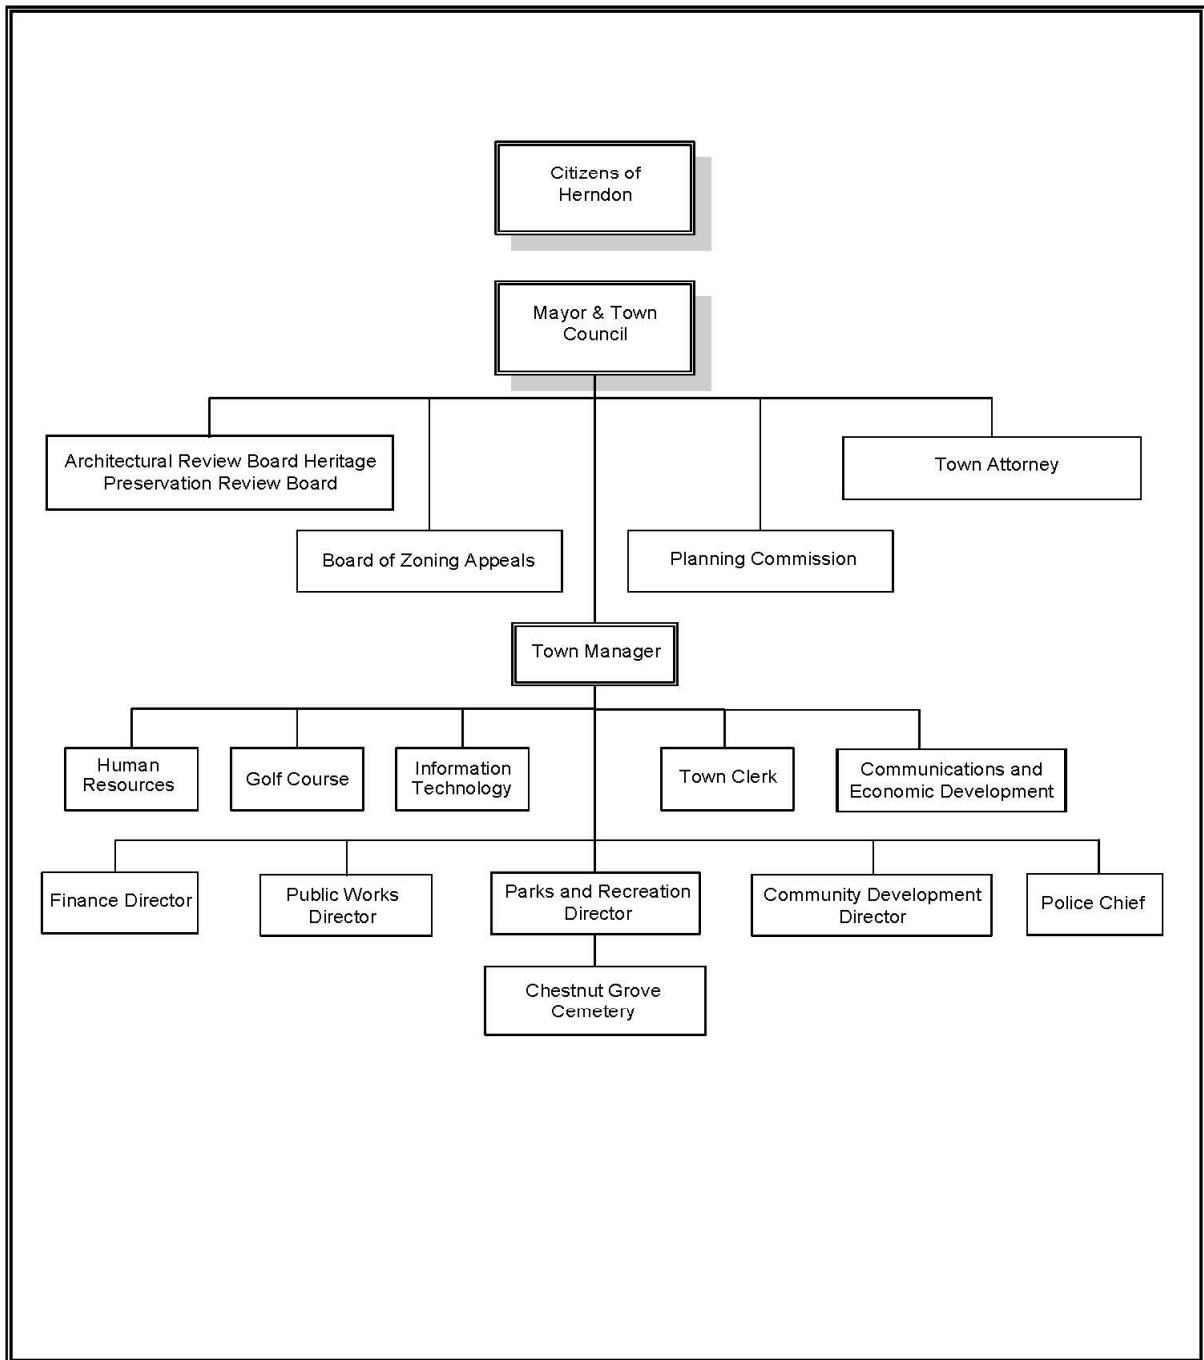 Citizens of
Herndon
Mayor & Town
Council
Architectural Review Board Heritage
Preservation Review Board
Town Attorney
Board of Zoning Appeals
Planning Commission
Town Manager
Human
Resources
Golf Course
Information
Technology
Town Clerk
Communications and
Economic Development
Finance Director
Public Works
Director
Parks and Recreation
Director
Community Development
Director
Police Chief
Chestnut Grove
Cemetery